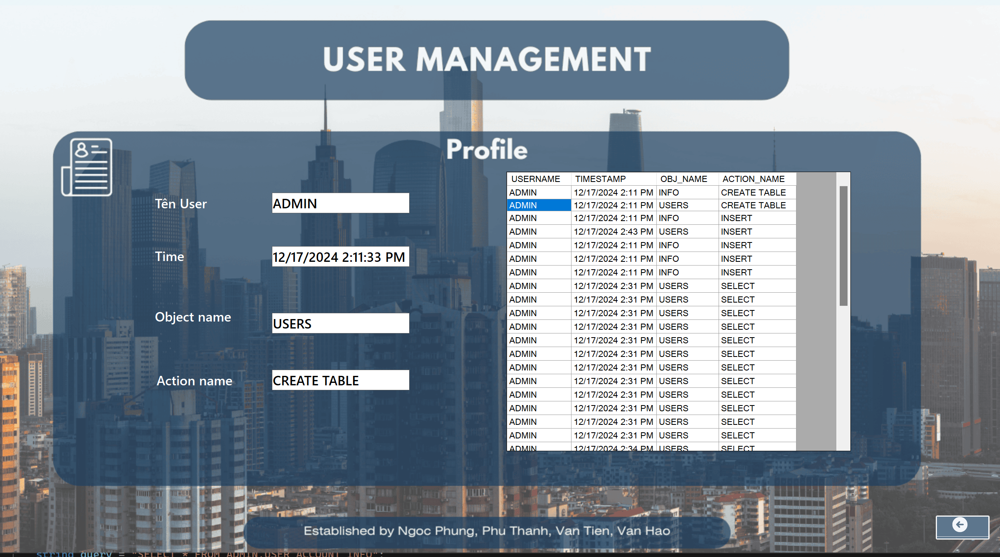 USER MANAGEMENT
Profile
Tên User
ADMIN
Time
12/17/2024 2:11:33 PM
Object name
USERS
Action name
CREATE TABLE
USERNAME TIMESTAMP OBJ_NAME ACTION_NAME
ADMIN 12/17/2024 2:11 PM INFO CREATE TABLE
ADMIN 12/17/2024 2:11 PM USERS CREATE TABLE
ADMIN 12/17/2024 2:11 PM INFO INSERT
ADMIN 12/17/2024 2:43 PM USERS INSERT
ADMIN 12/17/2024 2:11 PM INFO INSERT
ADMIN 12/17/2024 2:11 PM INFO INSERT
ADMIN 12/17/2024 2:11 PM INFO INSERT
ADMIN 12/17/2024 2:31 PM USERS SELECT
ADMIN 12/17/2024 2:31 PM USERS SELECT
ADMIN 12/17/2024 2:31 PM USERS SELECT
ADMIN 12/17/2024 2:31 PM USERS SELECT
ADMIN 12/17/2024 2:31 PM USERS SELECT
ADMIN 12/17/2024 2:31 PM USERS SELECT
ADMIN 12/17/2024 2:31 PM USERS SELECT
ADMIN 12/17/2024 2:31 PM USERS SELECT
ADMIN 12/17/2024 2:31 PM USERS SELECT
ADMIN 12/17/2024 2:31 PM USERS SELECT
ADMIN 12/17/2024 2:31 PM USERS SELECT
ADMIN 12/17/2024 2:31 PM USERS SELECT
ADMIN 12/17/2024 2:34 PM USERS SELECT
Established by Ngoc Phung, Phu Thanh, Van Tien, Van Hao
string query = "SELECT * FROM ADMIN.USER_ACCOUNT_INFO";